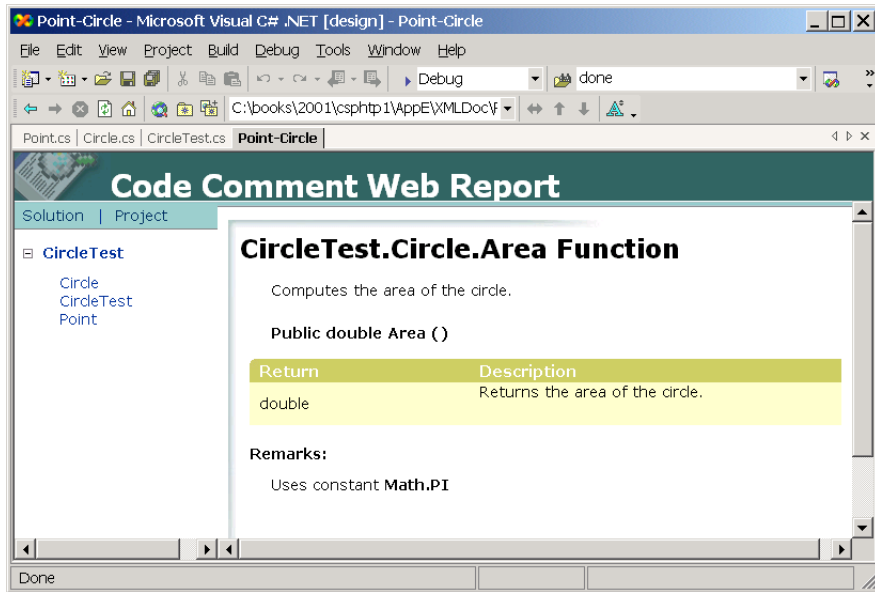 Point-Circle - Microsoft Visual C# .NET [design] - Point-Circle
File Edit View Project Build Debug Tools Window Help
Debug done
C:\books\2001\csphtp1\AppE\XMLDoc\
Point.cs Circle.cs CircleTest.cs Point-Circle
Code Comment Web Report
Solution | Project
CircleTest
Circle
CircleTest
Point
CircleTest.Circle.Area Function
Computes the area of the circle.
Public double Area ()
Return Description
double Returns the area of the circle.
Remarks:
Uses constant Math.PI
Done